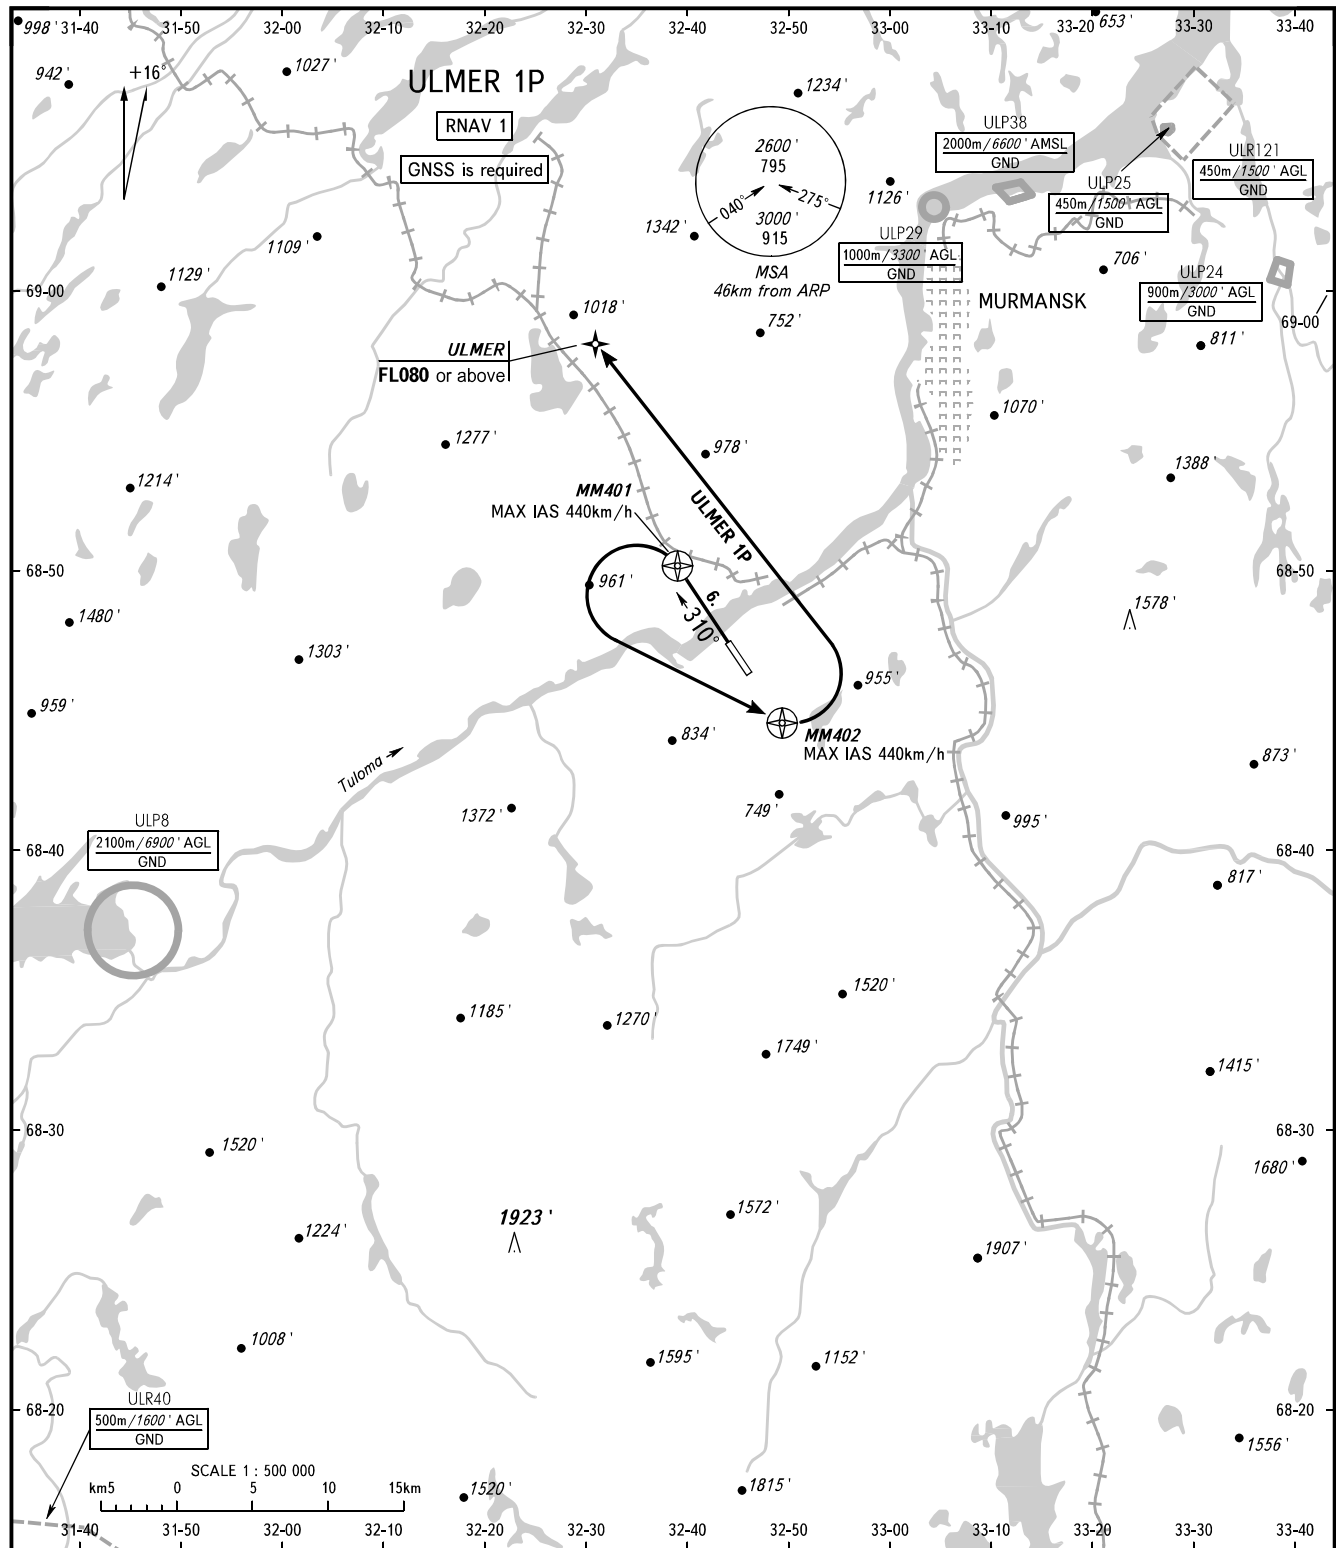 998' 31-40 31-50 32-00 32-10 32-20 32-30 32-40 32-50 33-00 33-10 33-20 653' 33-30 33-40
942'
+16°
1027'
ULMER 1P
RNAV 1
GNSS is required
1234'
2600'
795
040°
275°
3000'
915
MSA
46km from ARP
ULP38
2000m/6600' AMSL
GND
ULP25
450m/1500' AGL
GND
ULR121
450m/1500' AGL
GND
1126'
1342'
ULP29
1000m/3300' AGL
GND
1109'
1129'
706'
ULP24
900m/3000' AGL
GND
69-00
69-00
MURMANSK
1018'
752'
811'
ULMER
FL080 or above
1070'
1277'
978'
1388'
1214'
MM401
MAX IAS 440km/h
ULMER 1P
68-50
68-50
961'
6.
310°
1578'
1480'
1303'
955'
959'
834'
MM402
MAX IAS 440km/h
Tuloma
873'
749'
1372'
995'
ULP8
2100m/6900' AGL
GND
68-40
68-40
817'
1520'
1185'
1270'
1749'
1415'
68-30
68-30
1520'
1680'
1923'
1572'
1224'
1907'
1008'
1595'
1152'
ULR40
500m/1600' AGL
GND
68-20
68-20
1556'
SCALE 1 : 500 000
km5 0 5 10 15km
1520'
1815'
31-40 31-50 32-00 32-10 32-20 32-30 32-40 32-50 33-00 33-10 33-20 33-30 33-40